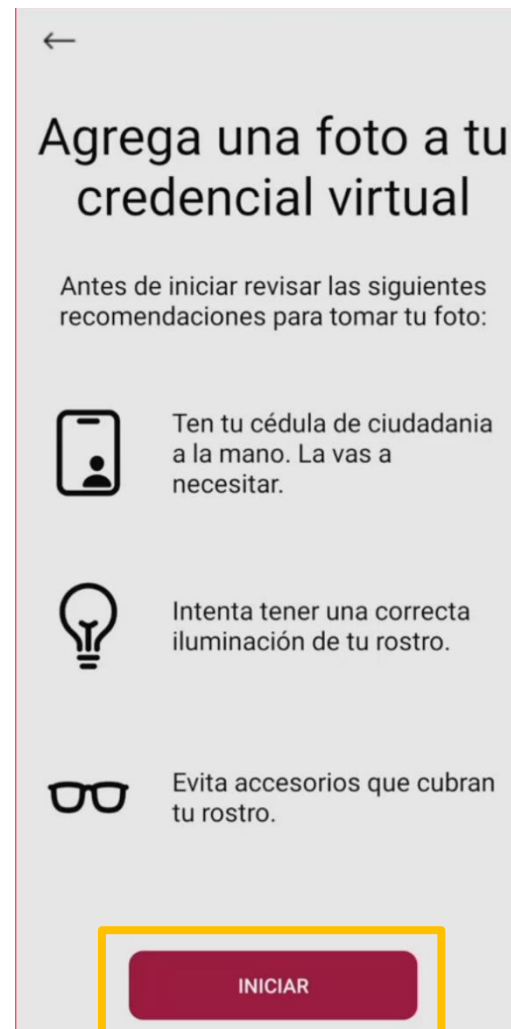 Agrega una foto a tu
credencial virtual
Antes de iniciar revisar las siguientes
recomendaciones para tomar tu foto:
Ten tu cédula de ciudadania
a la mano. La vas a
necesitar.
Intenta tener una correcta
iluminación de tu rostro.
Evita accesorios que cubran
tu rostro.
INICIAR